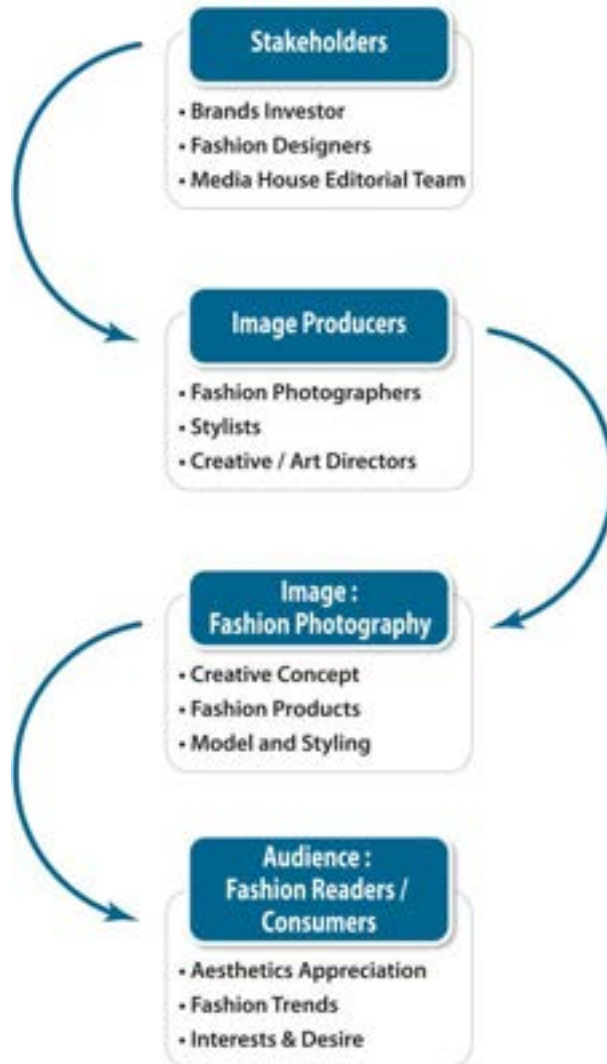 Stakeholders
• Brands Investor
• Fashion Designers
• Media House Editorial Team
Image Producers
• Fashion Photographers
• Stylists
• Creative / Art Directors
Image :
Fashion Photography
• Creative Concept
• Fashion Products
• Model and Styling
Audience :
Fashion Readers /
Consumers
• Aesthetics Appreciation
• Fashion Trends
• Interests & Desire